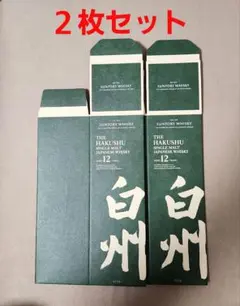 ２枚セット
SUNTORY WHISKY
THE
HAKUSHU
SINGLE MALT
JAPANESE WHISKY
12
白州
SUNTORY WHISKY
THE
HAKUSHU
SINGLE MALT
JAPANESE WHISKY
12
白州